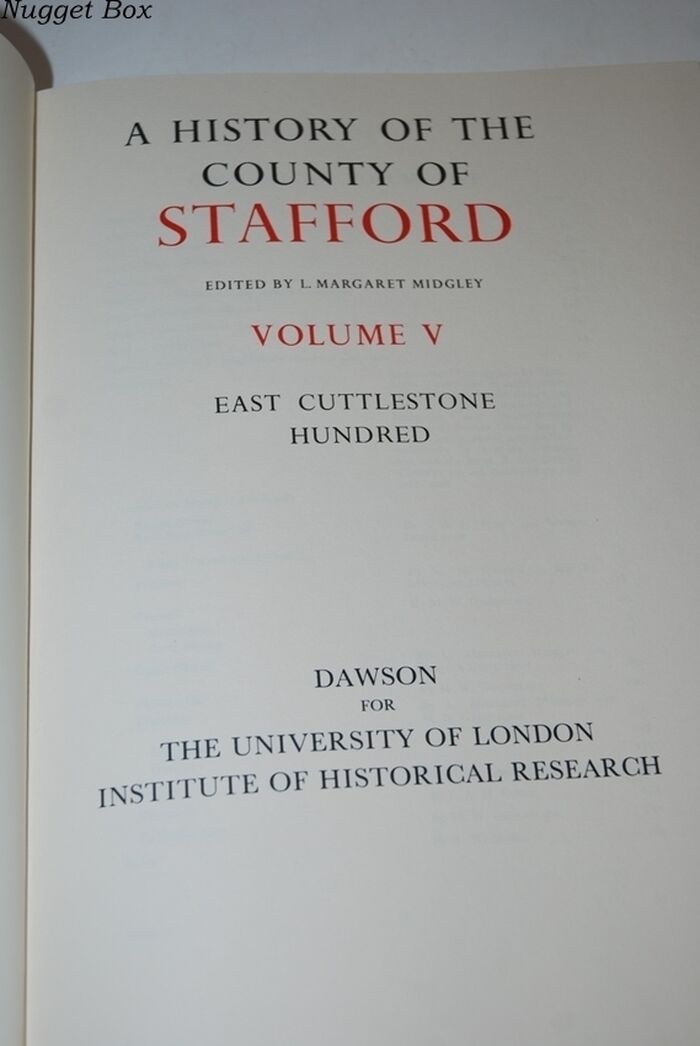 Nugget Box
A HISTORY OF THE
COUNTY OF
STAFFORD
EDITED BY L. MARGARET MIDGLEY
VOLUME V
EAST CUTTLESTONE
HUNDRED
DAWSON
FOR
THE UNIVERSITY OF LONDON
INSTITUTE OF HISTORICAL RESEARCH